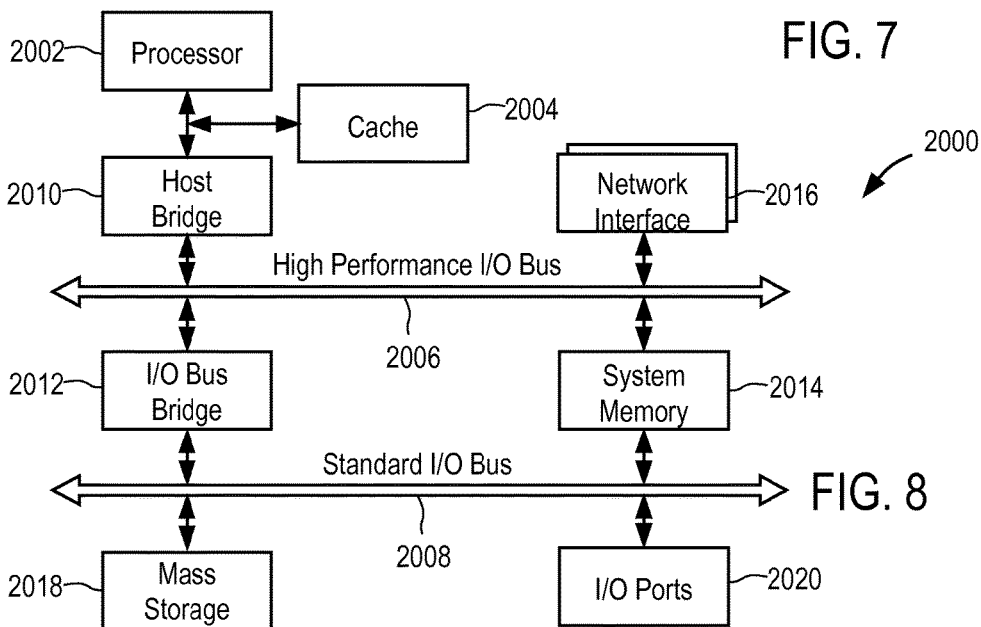 FIG. 7
2002
Processor
Cache
2004
2010
Host
Bridge
Network
Interface
2016
2000
High Performance I/O Bus
2006
2012
I/O Bus
Bridge
System
Memory
2014
Standard I/O Bus
FIG. 8
2008
2018
Mass
Storage
I/O Ports
2020